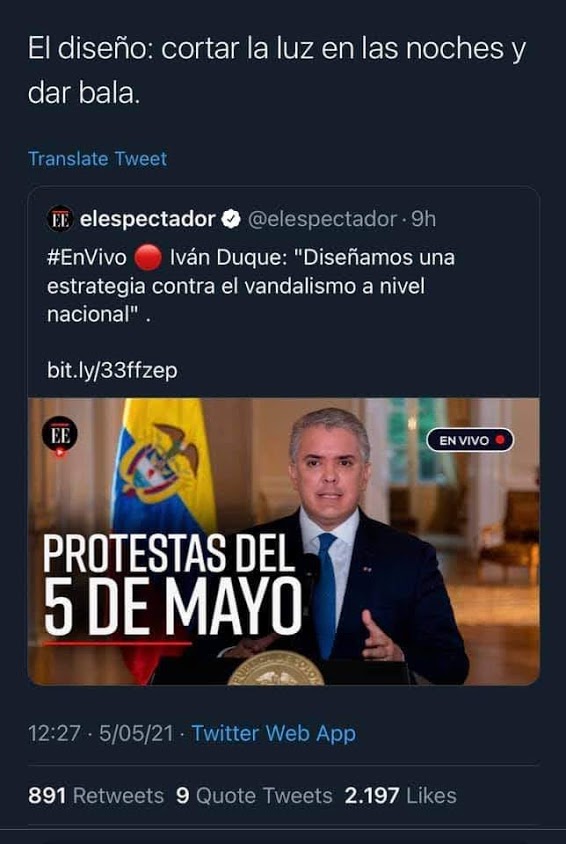 El diseño: cortar la luz en las noches y
dar bala.
Translate Tweet
EE elespectador @elespectador · 9h
#EnVivo 🔴 Iván Duque: "Diseñamos una
estrategia contra el vandalismo a nivel
nacional" .
bit.ly/33ffzep
EE
EN VIVO
PROTESTAS DEL
5 DE MAYO
12:27 · 5/05/21 · Twitter Web App
891 Retweets 9 Quote Tweets 2.197 Likes